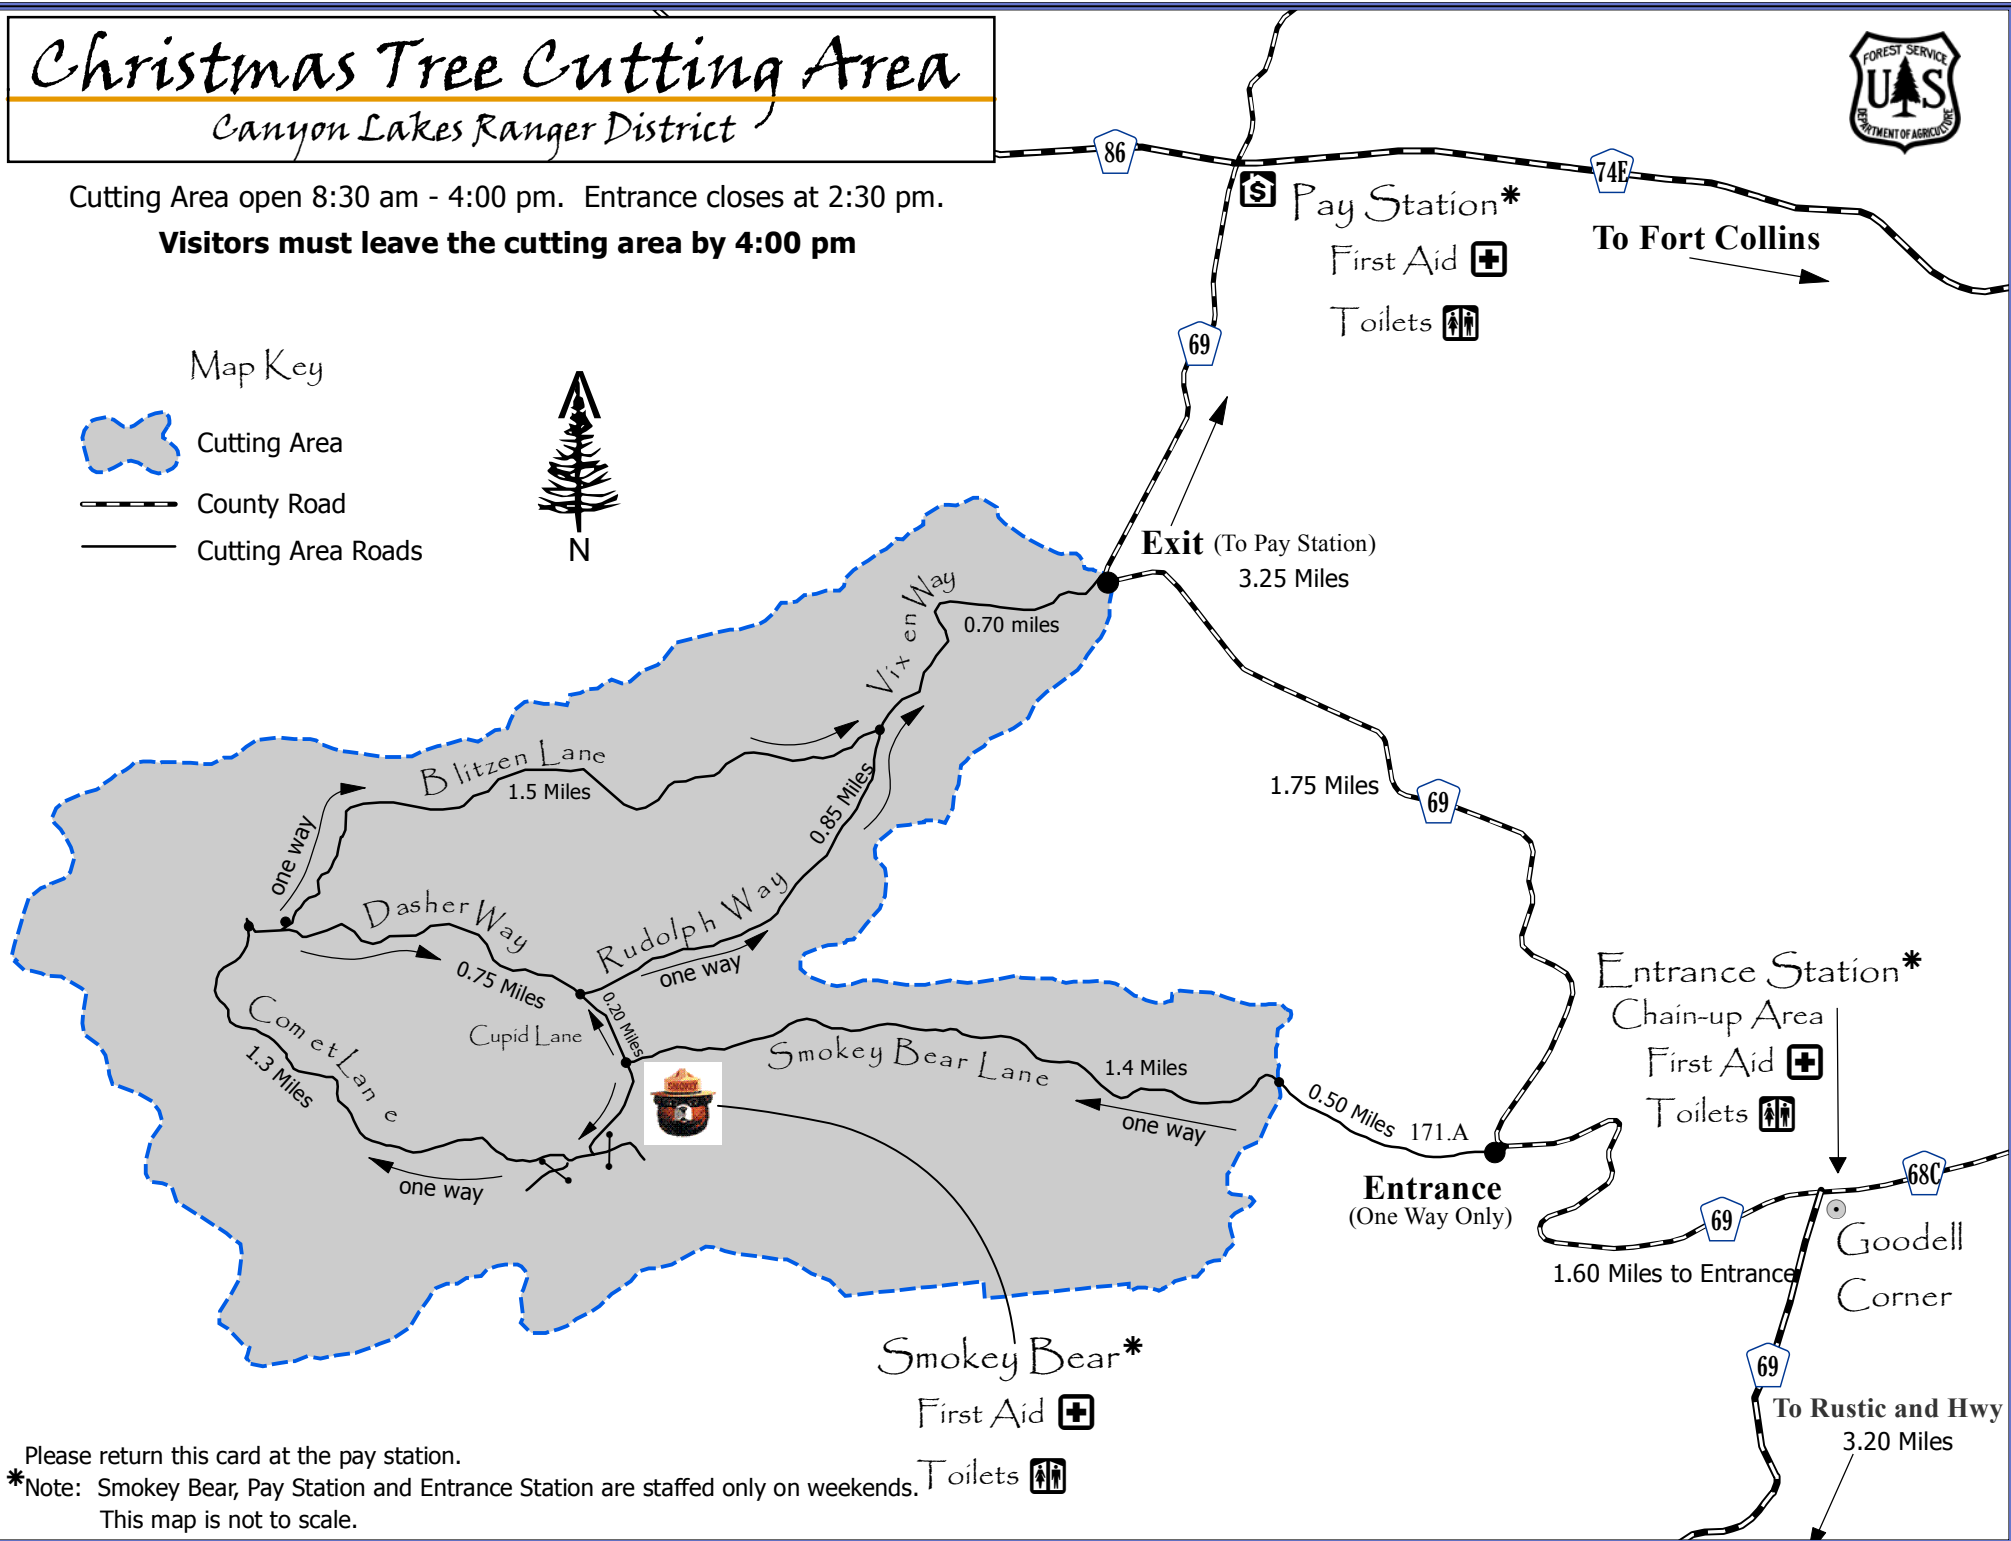 Christmas Tree Cutting Area
Canyon Lakes Ranger District
Cutting Area open 8:30 am - 4:00 pm.  Entrance closes at 2:30 pm.
Visitors must leave the cutting area by 4:00 pm
FOREST SERVICE
U S
DEPARTMENT OF AGRICULTURE
86
74E
Pay Station*
First Aid
Toilets
To Fort Collins
69
Map Key
Cutting Area
County Road
Cutting Area Roads
N
Exit (To Pay Station)
3.25 Miles
Vixen Way
0.70 miles
Blitzen Lane
1.5 Miles
one way
0.85 Miles
1.75 Miles
69
Dasher Way
0.75 Miles
Rudolph Way
one way
Cupid Lane
0.20 Miles
Comet Lane
1.3 Miles
one way
SMOKEY
Smokey Bear Lane
1.4 Miles
one way
0.50 Miles
171.A
Entrance
(One Way Only)
Entrance Station*
Chain-up Area
First Aid
Toilets
68C
69
1.60 Miles to Entrance
Goodell
Corner
69
To Rustic and Hwy
3.20 Miles
Smokey Bear*
First Aid
Toilets
Please return this card at the pay station.
*Note:  Smokey Bear, Pay Station and Entrance Station are staffed only on weekends.
This map is not to scale.